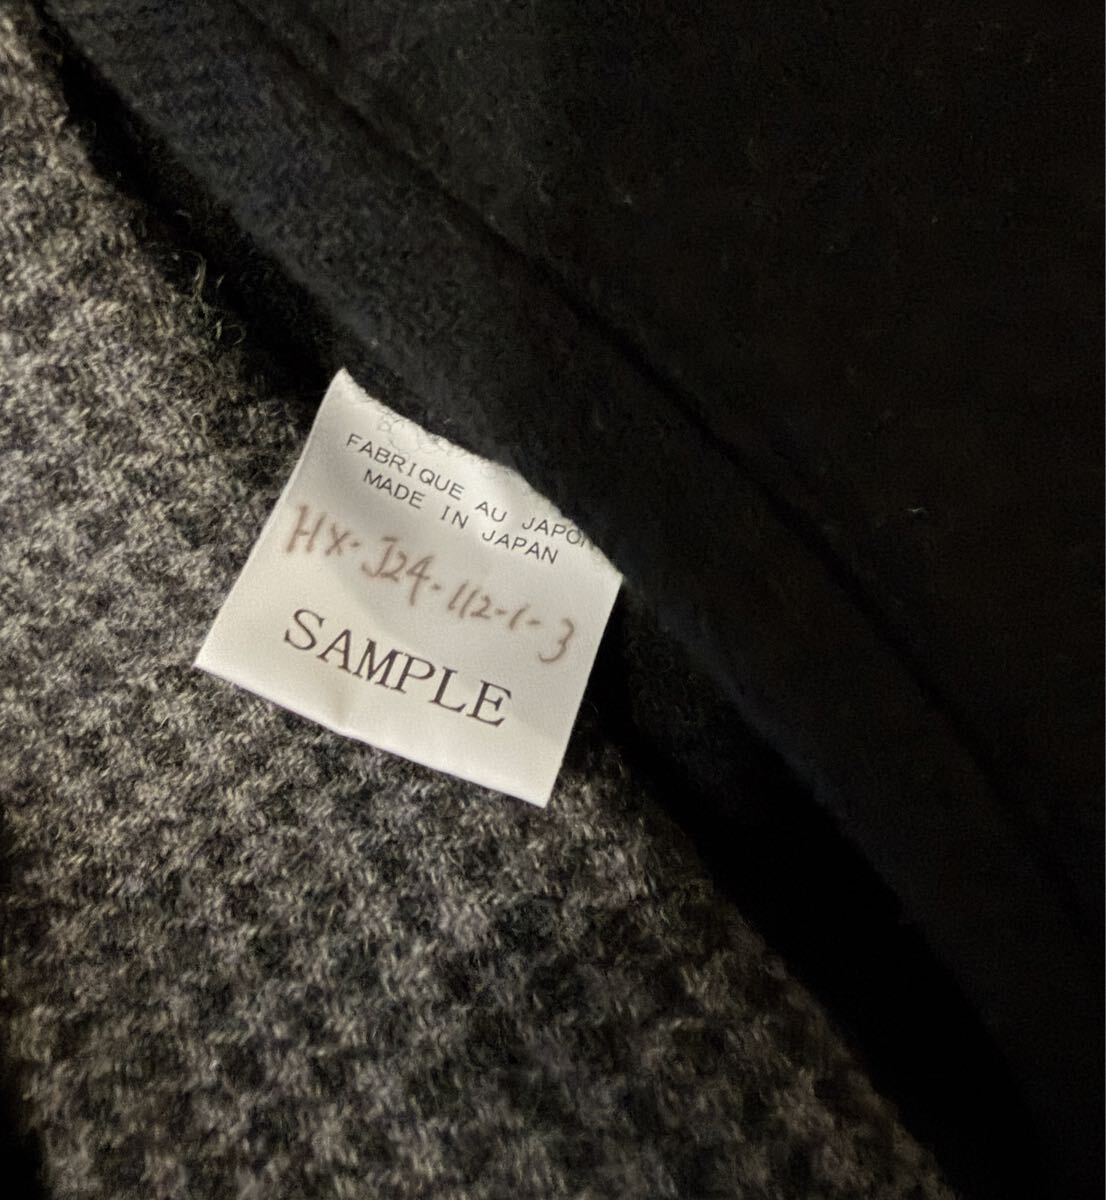 FABRIQUE AU JAPON
MADE IN JAPAN
HX-J24-112-1-3
SAMPLE